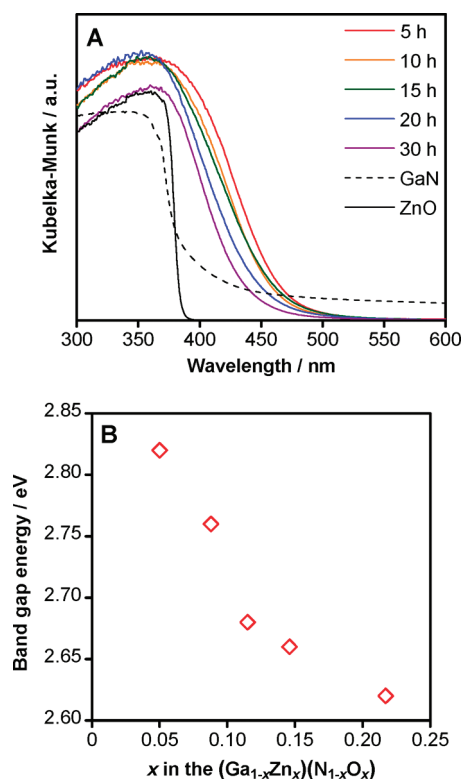 A
Kubelka-Munk / a.u.
5 h
10 h
15 h
20 h
30 h
GaN
ZnO
300 350 400 450 500 550 600
Wavelength / nm
B
Band gap energy / eV
2.85
2.80
2.75
2.70
2.65
2.60
0 0.05 0.10 0.15 0.20 0.25
x in the (Ga₁₋ₓZnₓ)(N₁₋ₓOₓ)